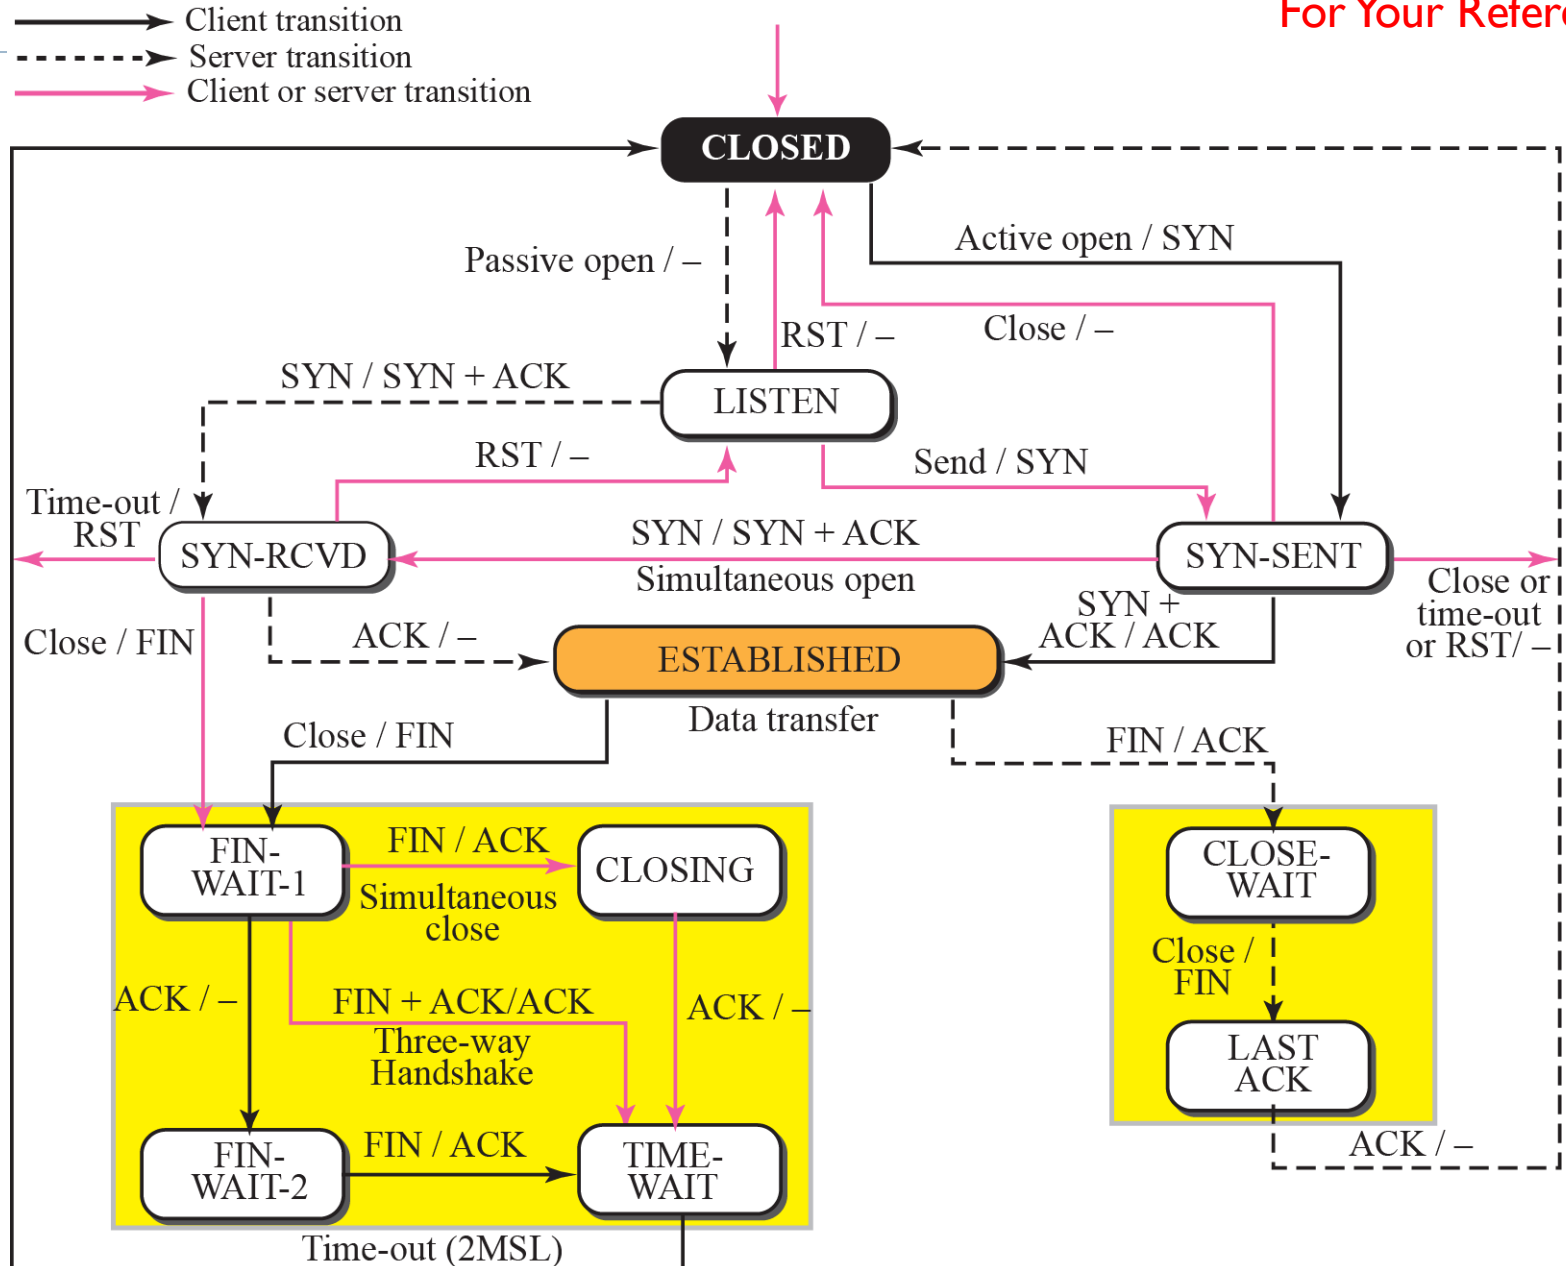 For Your Refere
Client transition
Server transition
Client or server transition
CLOSED
Active open / SYN
Passive open / –
RST / –
Close / –
SYN / SYN + ACK
LISTEN
RST / –
Send / SYN
Time-out /
RST
SYN-RCVD
SYN / SYN + ACK
Simultaneous open
SYN-SENT
Close or
time-out
or RST/ –
Close / FIN
ACK / –
ESTABLISHED
SYN +
ACK / ACK
Data transfer
Close / FIN
FIN / ACK
FIN-
WAIT-1
FIN / ACK
Simultaneous
close
CLOSING
CLOSE-
WAIT
Close /
FIN
ACK / –
FIN + ACK/ACK
Three-way
Handshake
ACK / –
LAST
ACK
FIN-
WAIT-2
FIN / ACK
TIME-
WAIT
ACK / –
Time-out (2MSL)